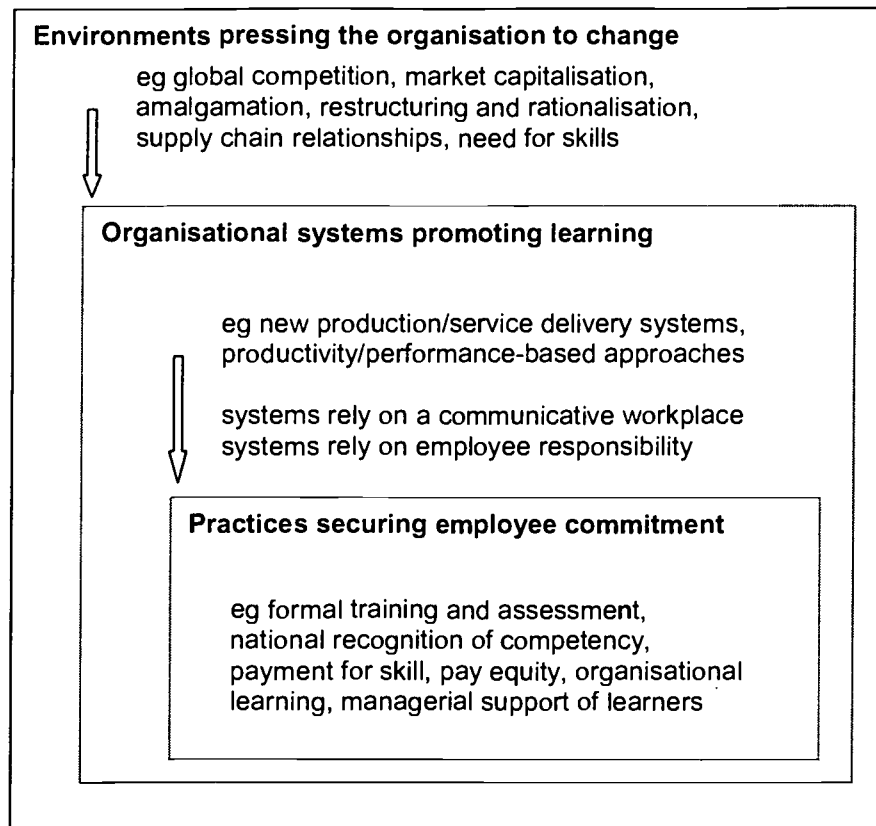 Environments pressing the organisation to change
eg global competition, market capitalisation,
amalgamation, restructuring and rationalisation,
supply chain relationships, need for skills
Organisational systems promoting learning
eg new production/service delivery systems,
productivity/performance-based approaches
systems rely on a communicative workplace
systems rely on employee responsibility
Practices securing employee commitment
eg formal training and assessment,
national recognition of competency,
payment for skill, pay equity, organisational
learning, managerial support of learners